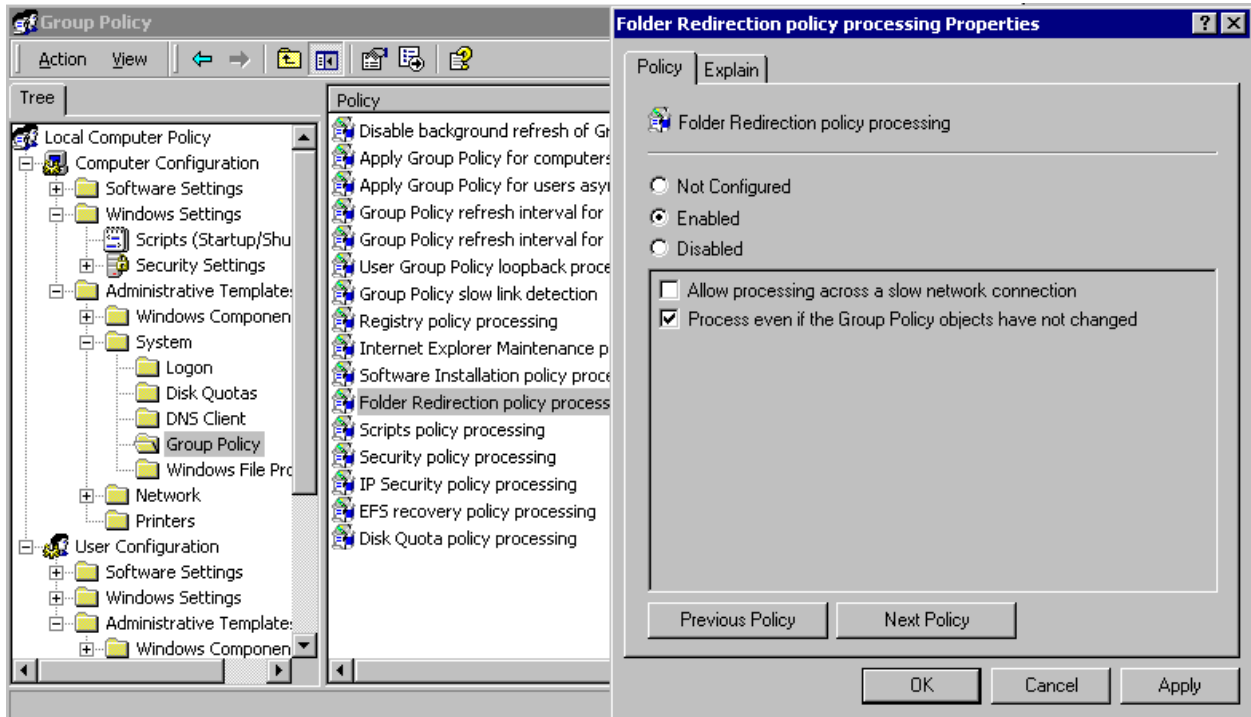 Group Policy
Action View
Tree
Local Computer Policy
Computer Configuration
Software Settings
Windows Settings
Scripts (Startup/Shu
Security Settings
Administrative Template
Windows Componen
System
Logon
Disk Quotas
DNS Client
Group Policy
Windows File Pro
Network
Printers
User Configuration
Software Settings
Windows Settings
Administrative Template
Windows Componen
Policy
Disable background refresh of Gr
Apply Group Policy for computers
Apply Group Policy for users asyn
Group Policy refresh interval for
Group Policy refresh interval for
User Group Policy loopback proce
Group Policy slow link detection
Registry policy processing
Internet Explorer Maintenance p
Software Installation policy proce
Folder Redirection policy process
Scripts policy processing
Security policy processing
IP Security policy processing
EFS recovery policy processing
Disk Quota policy processing
Folder Redirection policy processing Properties
Policy Explain
Folder Redirection policy processing
Not Configured
Enabled
Disabled
Allow processing across a slow network connection
Process even if the Group Policy objects have not changed
Previous Policy Next Policy
OK Cancel Apply